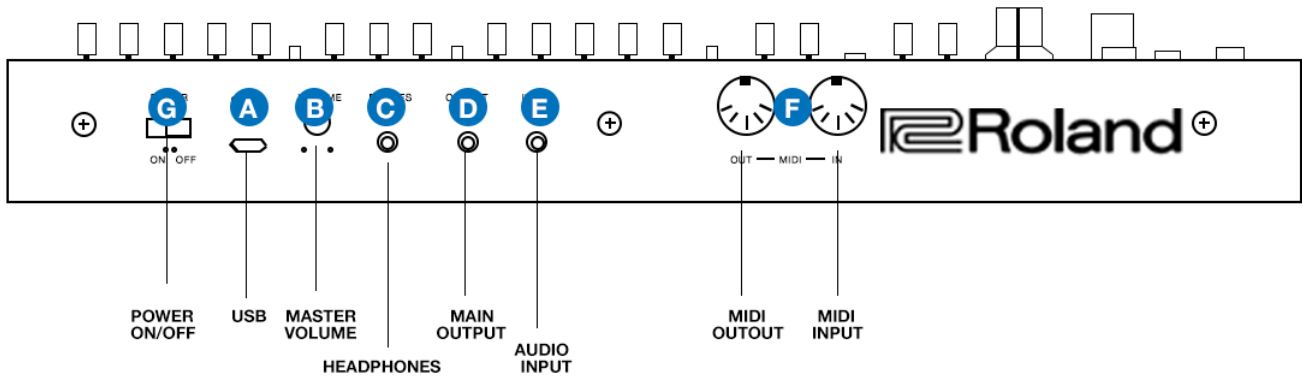 G
A
B
C
D
E
F
ON OFF
OUT MIDI IN
Roland
POWER
ON/OFF
USB
MASTER
VOLUME
HEADPHONES
MAIN
OUTPUT
AUDIO
INPUT
MIDI
OUTOUT
MIDI
INPUT